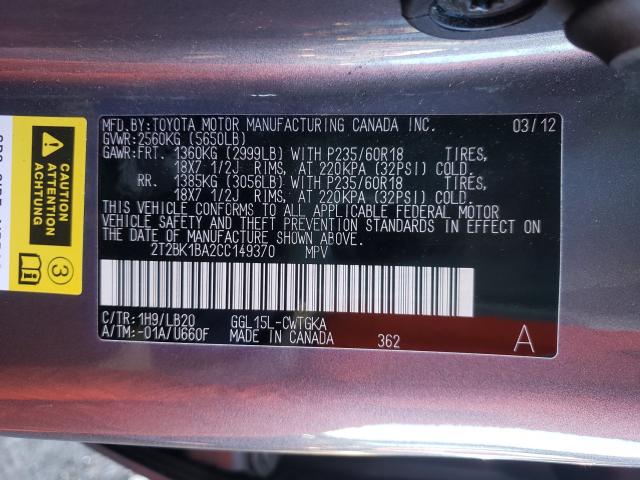 MFD.BY:TOYOTA MOTOR MANUFACTURING CANADA INC. 03/12
GVWR:2560KG (5650LB)
GAWR:FRT. 1360KG (2999LB) WITH P235/60R18 TIRES,
18X7 1/2J RIMS, AT 220KPA (32PSI) COLD.
RR. 1385KG (3056LB) WITH P235/60R18 TIRES,
18X7 1/2J RIMS, AT 220KPA (32PSI) COLD.
THIS VEHICLE CONFORMS TO ALL APPLICABLE FEDERAL MOTOR
VEHICLE SAFETY AND THEFT PREVENTION STANDARDS IN EFFECT ON
THE DATE OF MANUFACTURE SHOWN ABOVE.
2T2BK1BA2CC149370 MPV
C/TR:1H9/LB20 GGL15L-CWTGKA
A/TM:-01A/U660F MADE IN CANADA 362 A
ATTENTION
ACHTUNG
3